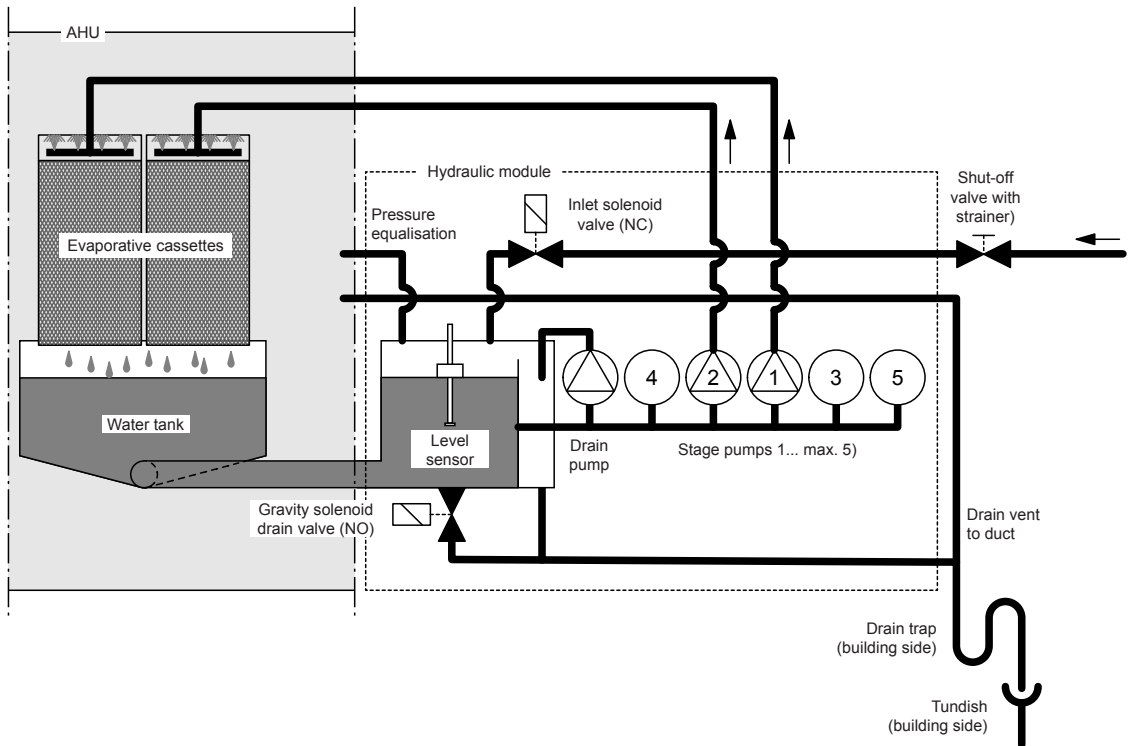 AHU
Hydraulic module
Pressure
equalisation
Inlet solenoid
valve (NC)
Shut-off
valve with
strainer)
Evaporative cassettes
4
2
1
3
5
Water tank
Level
sensor
Drain
pump
Stage pumps 1... max. 5)
Gravity solenoid
drain valve (NO)
Drain vent
to duct
Drain trap
(building side)
Tundish
(building side)